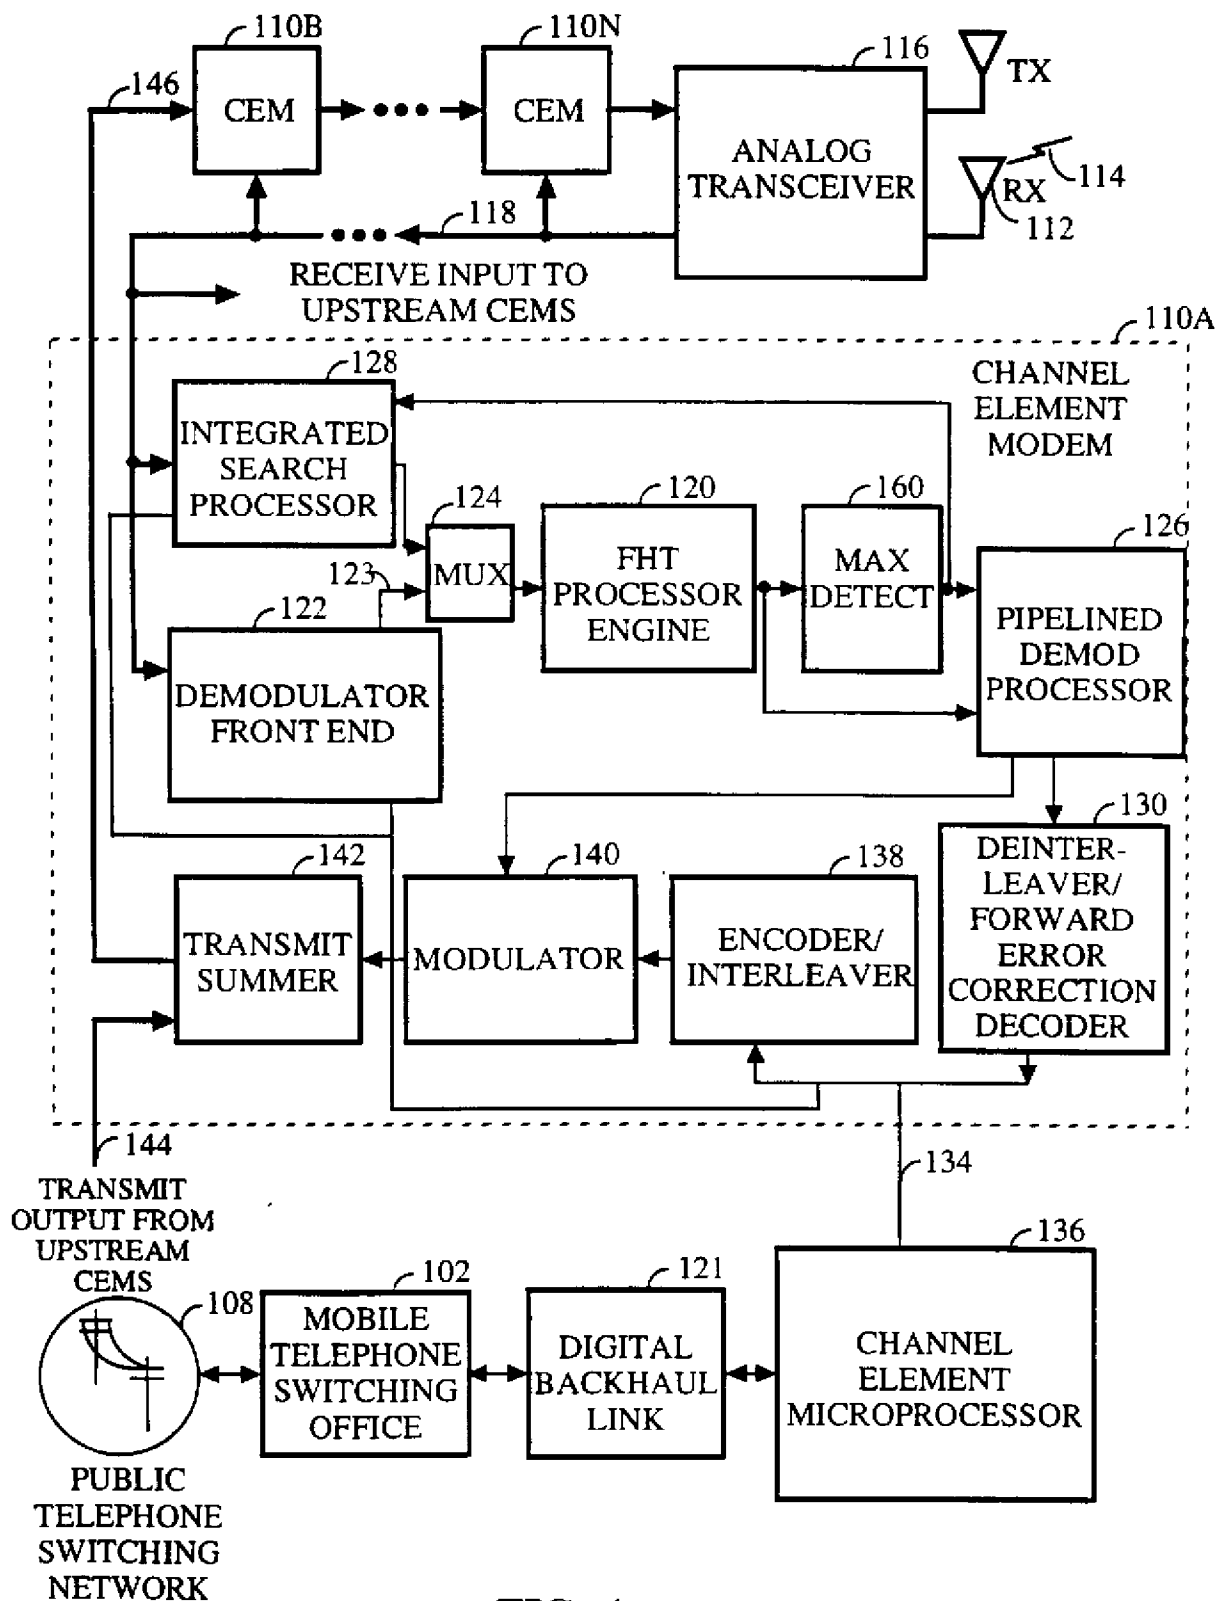 110B
110N
116
TX
146
CEM
CEM
ANALOG
TRANSCEIVER
114
RX
112
118
RECEIVE INPUT TO
UPSTREAM CEMS
110A
128
CHANNEL
ELEMENT
MODEM
INTEGRATED
SEARCH
PROCESSOR
124
MUX
123
120
FHT
PROCESSOR
ENGINE
160
MAX
DETECT
126
PIPELINED
DEMOD
PROCESSOR
122
DEMODULATOR
FRONT END
130
DEINTER-
LEAVER/
FORWARD
ERROR
CORRECTION
DECODER
142
TRANSMIT
SUMMER
140
MODULATOR
138
ENCODER/
INTERLEAVER
144
TRANSMIT
OUTPUT FROM
UPSTREAM
CEMS
134
136
CHANNEL
ELEMENT
MICROPROCESSOR
108
102
MOBILE
TELEPHONE
SWITCHING
OFFICE
121
DIGITAL
BACKHAUL
LINK
PUBLIC
TELEPHONE
SWITCHING
NETWORK